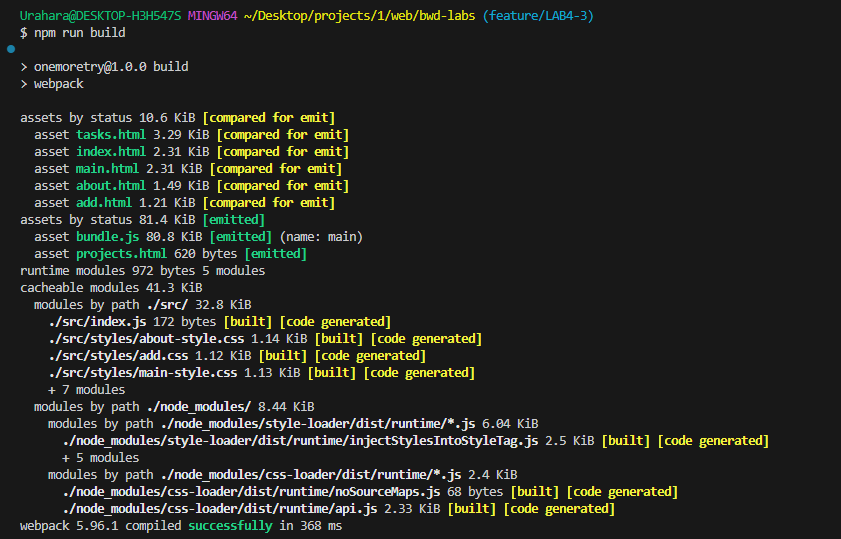 Urahara@DESKTOP-H3H547S MINGW64 ~/Desktop/projects/1/web/bwd-labs (feature/LAB4-3)
$ npm run build
> onemoretry@1.0.0 build
> webpack
assets by status 10.6 KiB [compared for emit]
asset tasks.html 3.29 KiB [compared for emit]
asset index.html 2.31 KiB [compared for emit]
asset main.html 2.31 KiB [compared for emit]
asset about.html 1.49 KiB [compared for emit]
asset add.html 1.21 KiB [compared for emit]
assets by status 81.4 KiB [emitted]
asset bundle.js 80.8 KiB [emitted] (name: main)
asset projects.html 620 bytes [emitted]
runtime modules 972 bytes 5 modules
cacheable modules 41.3 KiB
modules by path ./src/ 32.8 KiB
./src/index.js 172 bytes [built] [code generated]
./src/styles/about-style.css 1.14 KiB [built] [code generated]
./src/styles/add.css 1.12 KiB [built] [code generated]
./src/styles/main-style.css 1.13 KiB [built] [code generated]
+ 7 modules
modules by path ./node_modules/ 8.44 KiB
modules by path ./node_modules/style-loader/dist/runtime/*.js 6.04 KiB
./node_modules/style-loader/dist/runtime/injectStylesIntoStyleTag.js 2.5 KiB [built] [code generated]
+ 5 modules
modules by path ./node_modules/css-loader/dist/runtime/*.js 2.4 KiB
./node_modules/css-loader/dist/runtime/noSourceMaps.js 68 bytes [built] [code generated]
./node_modules/css-loader/dist/runtime/api.js 2.33 KiB [built] [code generated]
webpack 5.96.1 compiled successfully in 368 ms